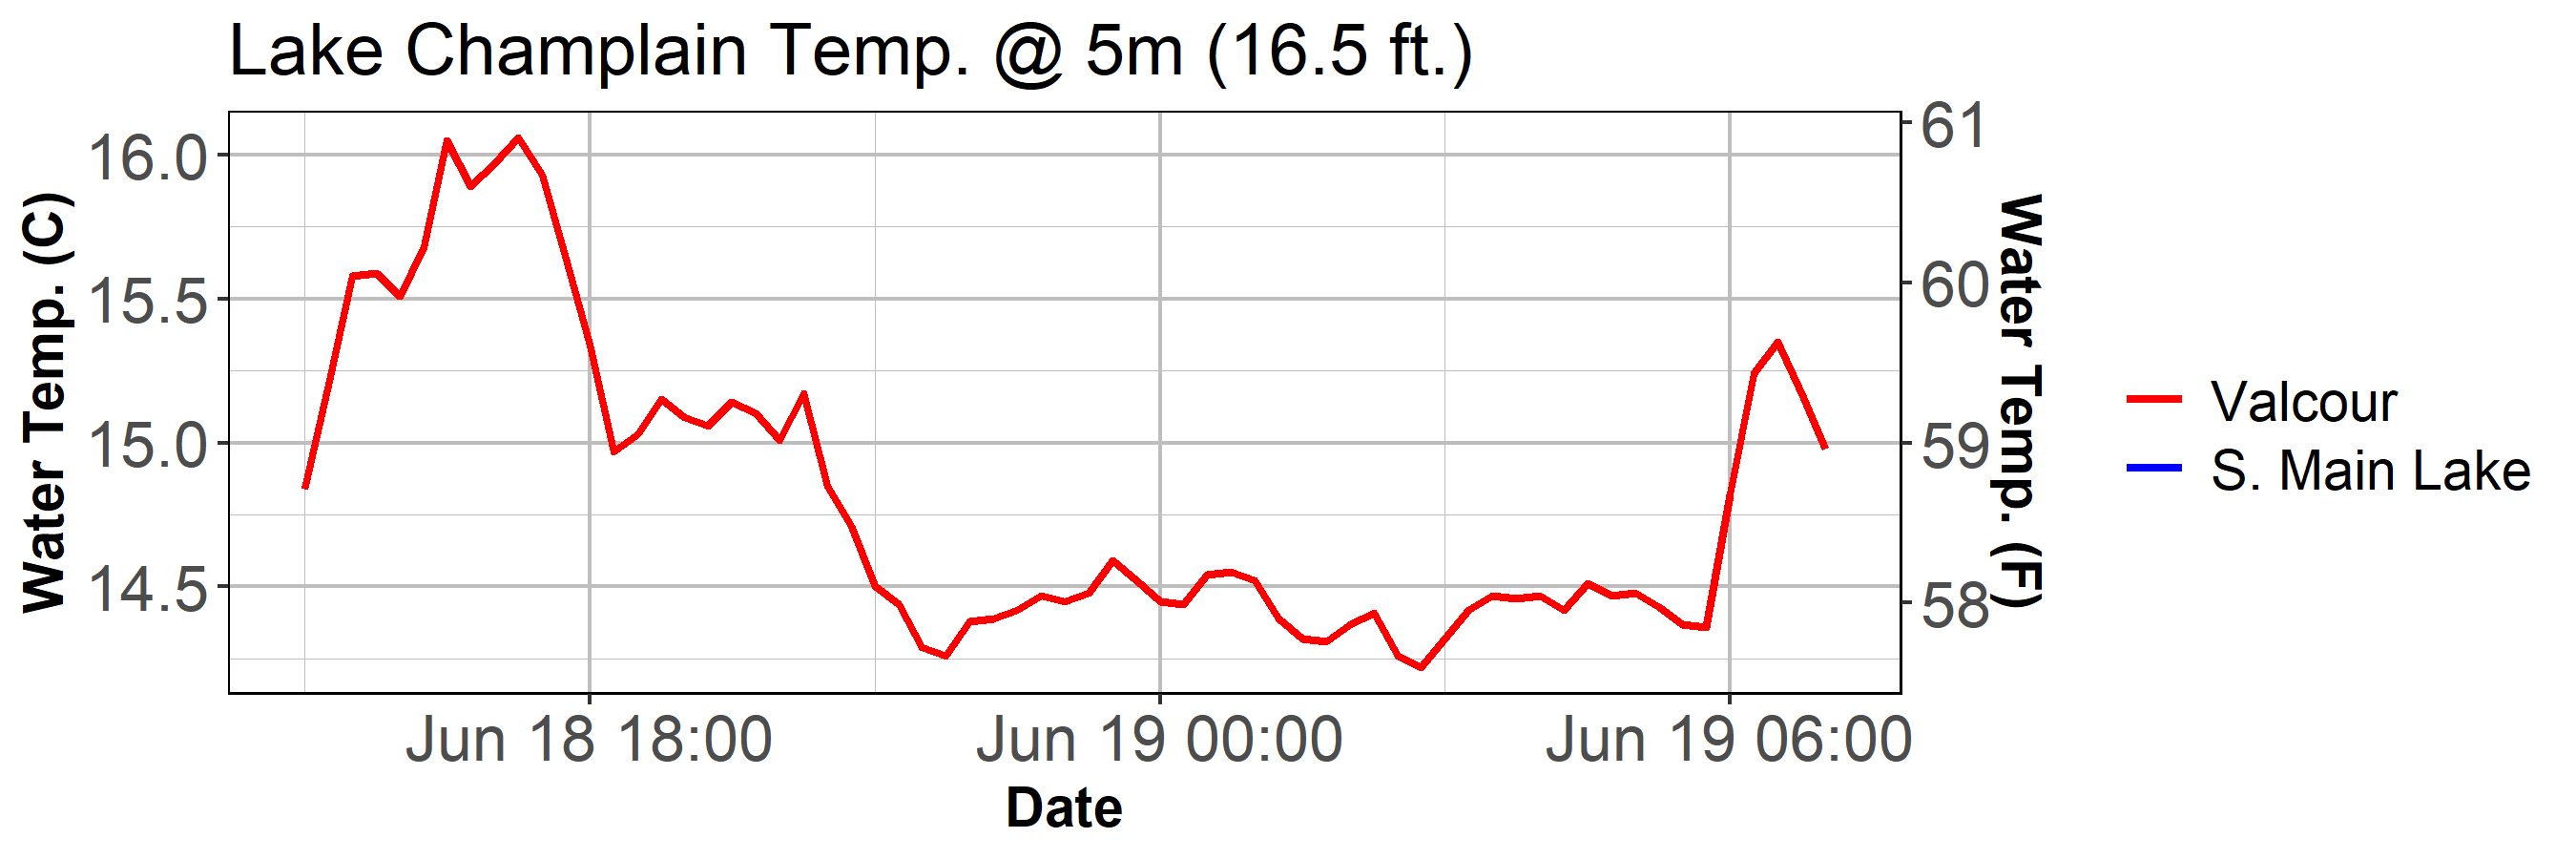 Lake Champlain Temp. @ 5m (16.5 ft.)
Water Temp. (C)
16.0
15.5
15.0
14.5
61
60
59
58
Water Temp. (F)
Jun 18 18:00
Jun 19 00:00
Jun 19 06:00
Date
Valcour
S. Main Lake